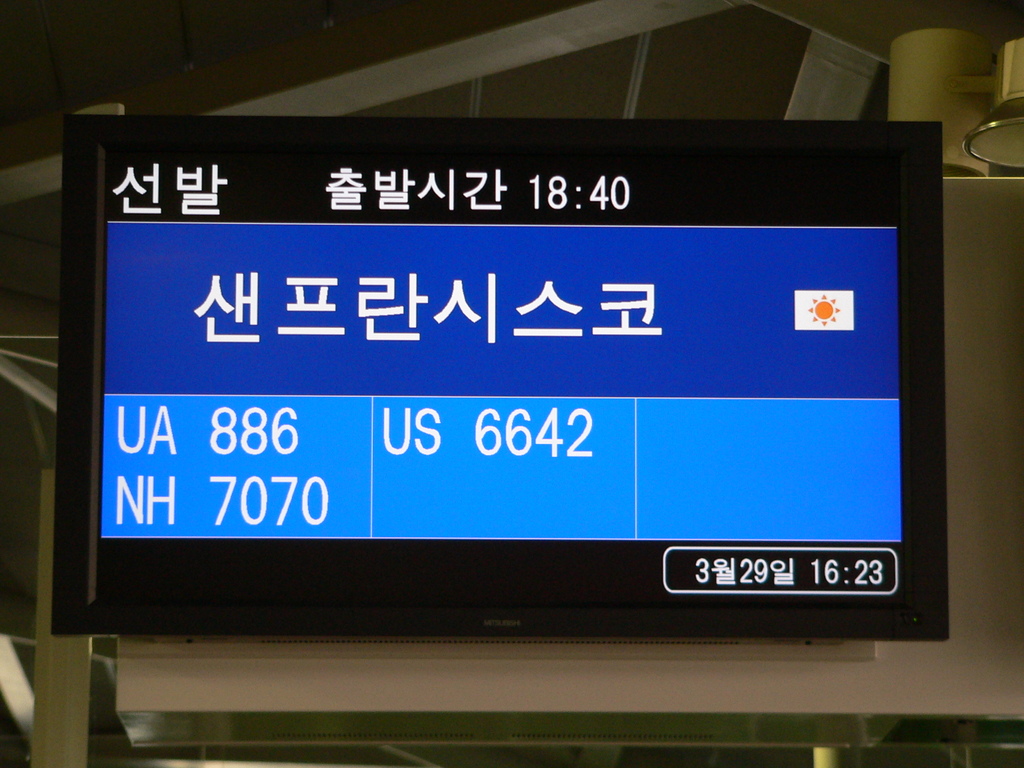 선발 출발시간 18:40
샌프란시스코
UA 886 US 6642
NH 7070
3월29일 16:23
MITSUBISHI